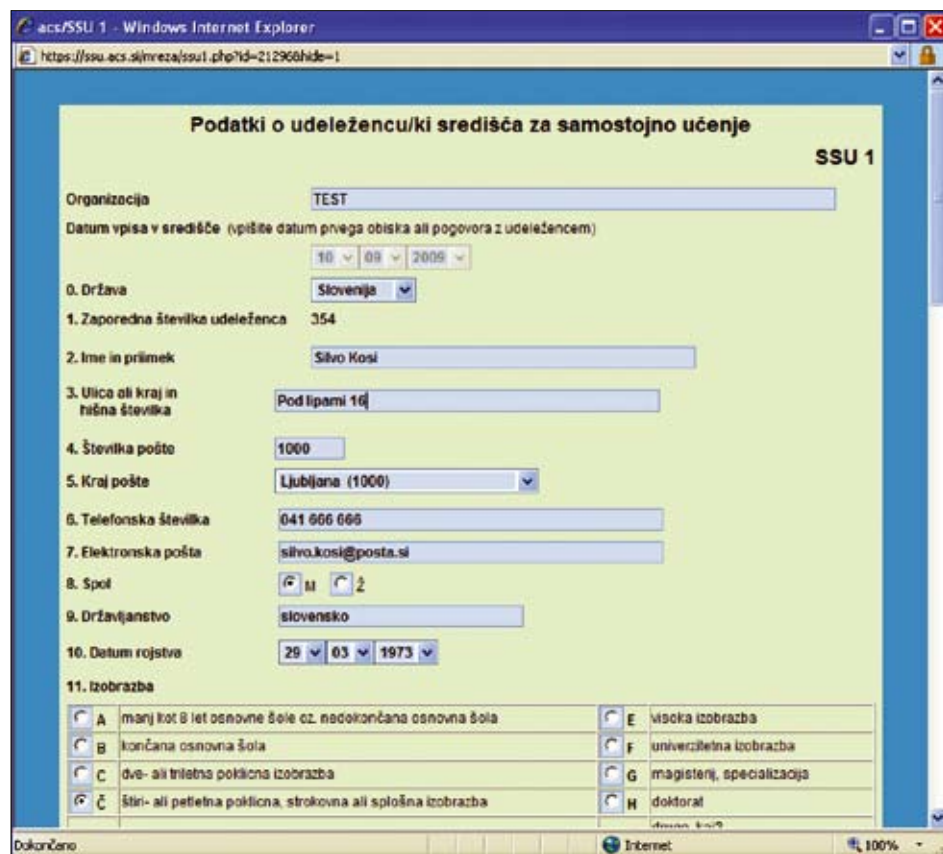 acs/SSU 1 - Windows Internet Explorer
https://ssu.acs.si/mreza/ssu1.php?id=21296&hide=1
Podatki o udeležencu/ki središča za samostojno učenje
SSU 1
Organizacija TEST
Datum vpisa v središče (vpišite datum prvega obiska ali pogovora z udeležencem)
10 09 2009
0. Država Slovenija
1. Zaporedna številka udeleženca 354
2. Ime in priimek Silvo Kosi
3. Ulica ali kraj in
hišna številka
Pod lipami 16
4. Številka pošte 1000
5. Kraj pošte Ljubljana (1000)
6. Telefonska številka 041 666 666
7. Elektronska pošta silvo.kosi@posta.si
8. Spol M Ž
9. Državljanstvo slovensko
10. Datum rojstva 29 03 1973
11. Izobrazba
A manj kot 8 let osnovne šole oz. nedokončana osnovna šola E visoka izobrazba
B končana osnovna šola F univerzitetna izobrazba
C dve- ali triletna poklicna izobrazba G magisterij, specializacija
Č štiri- ali petletna poklicna, strokovna ali splošna izobrazba H doktorat
drugo, kaj?
Dokončano Internet 100%